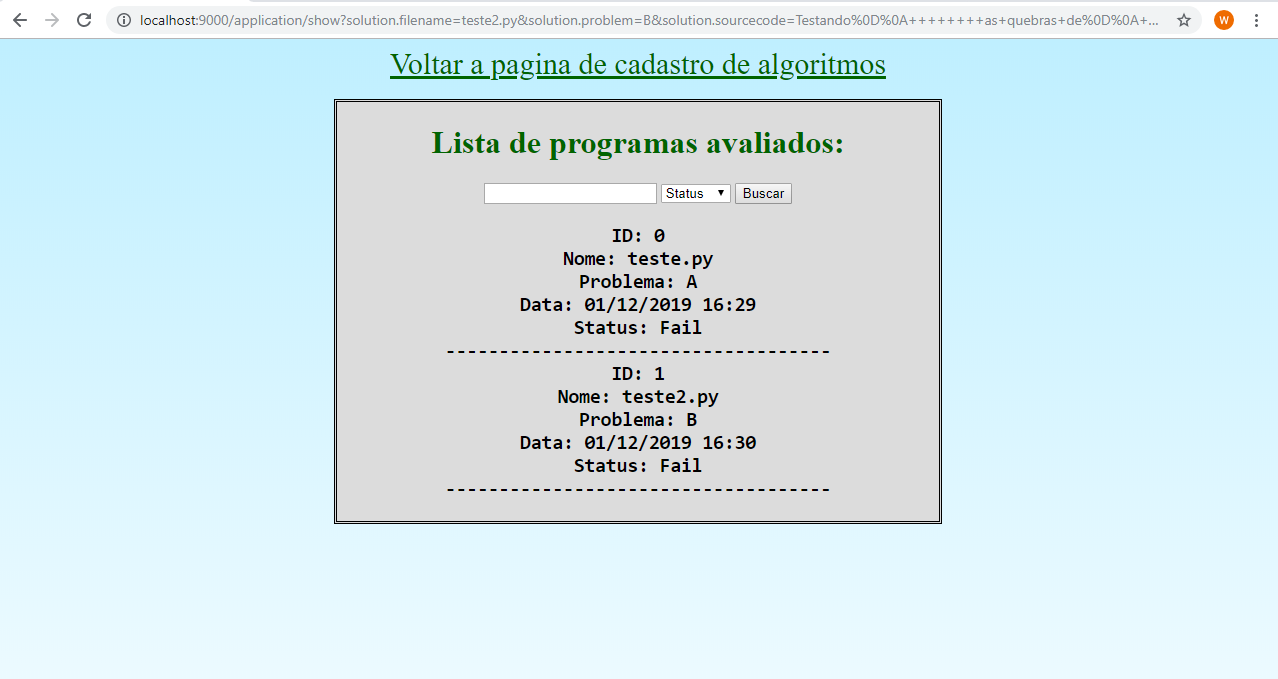 localhost:9000/application/show?solution.filename=teste2.py&solution.problem=B&solution.sourcecode=Testando%0D%0A++++++++as+quebras+de%0D%0A+...
W
Voltar a pagina de cadastro de algoritmos
Lista de programas avaliados:
Status Buscar
ID: 0
Nome: teste.py
Problema: A
Data: 01/12/2019 16:29
Status: Fail
------------------------------------
ID: 1
Nome: teste2.py
Problema: B
Data: 01/12/2019 16:30
Status: Fail
------------------------------------